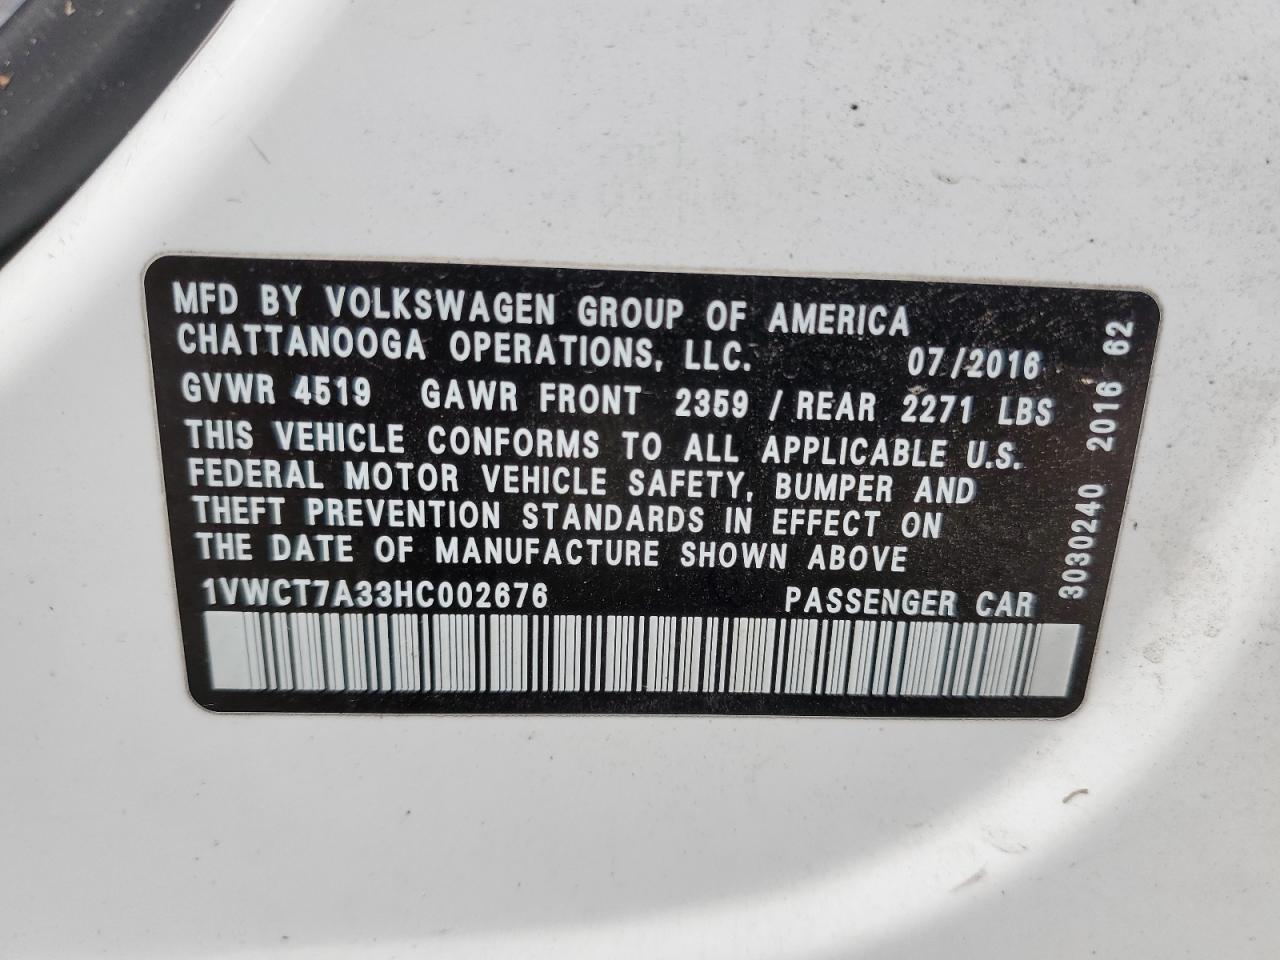 MFD BY VOLKSWAGEN GROUP OF AMERICA
CHATTANOOGA OPERATIONS, LLC. 07/2016
GVWR 4519 GAWR FRONT 2359 / REAR 2271 LBS
THIS VEHICLE CONFORMS TO ALL APPLICABLE U.S.
FEDERAL MOTOR VEHICLE SAFETY, BUMPER AND
THEFT PREVENTION STANDARDS IN EFFECT ON
THE DATE OF MANUFACTURE SHOWN ABOVE
1VWCT7A33HC002676 PASSENGER CAR
3030240 2016 62